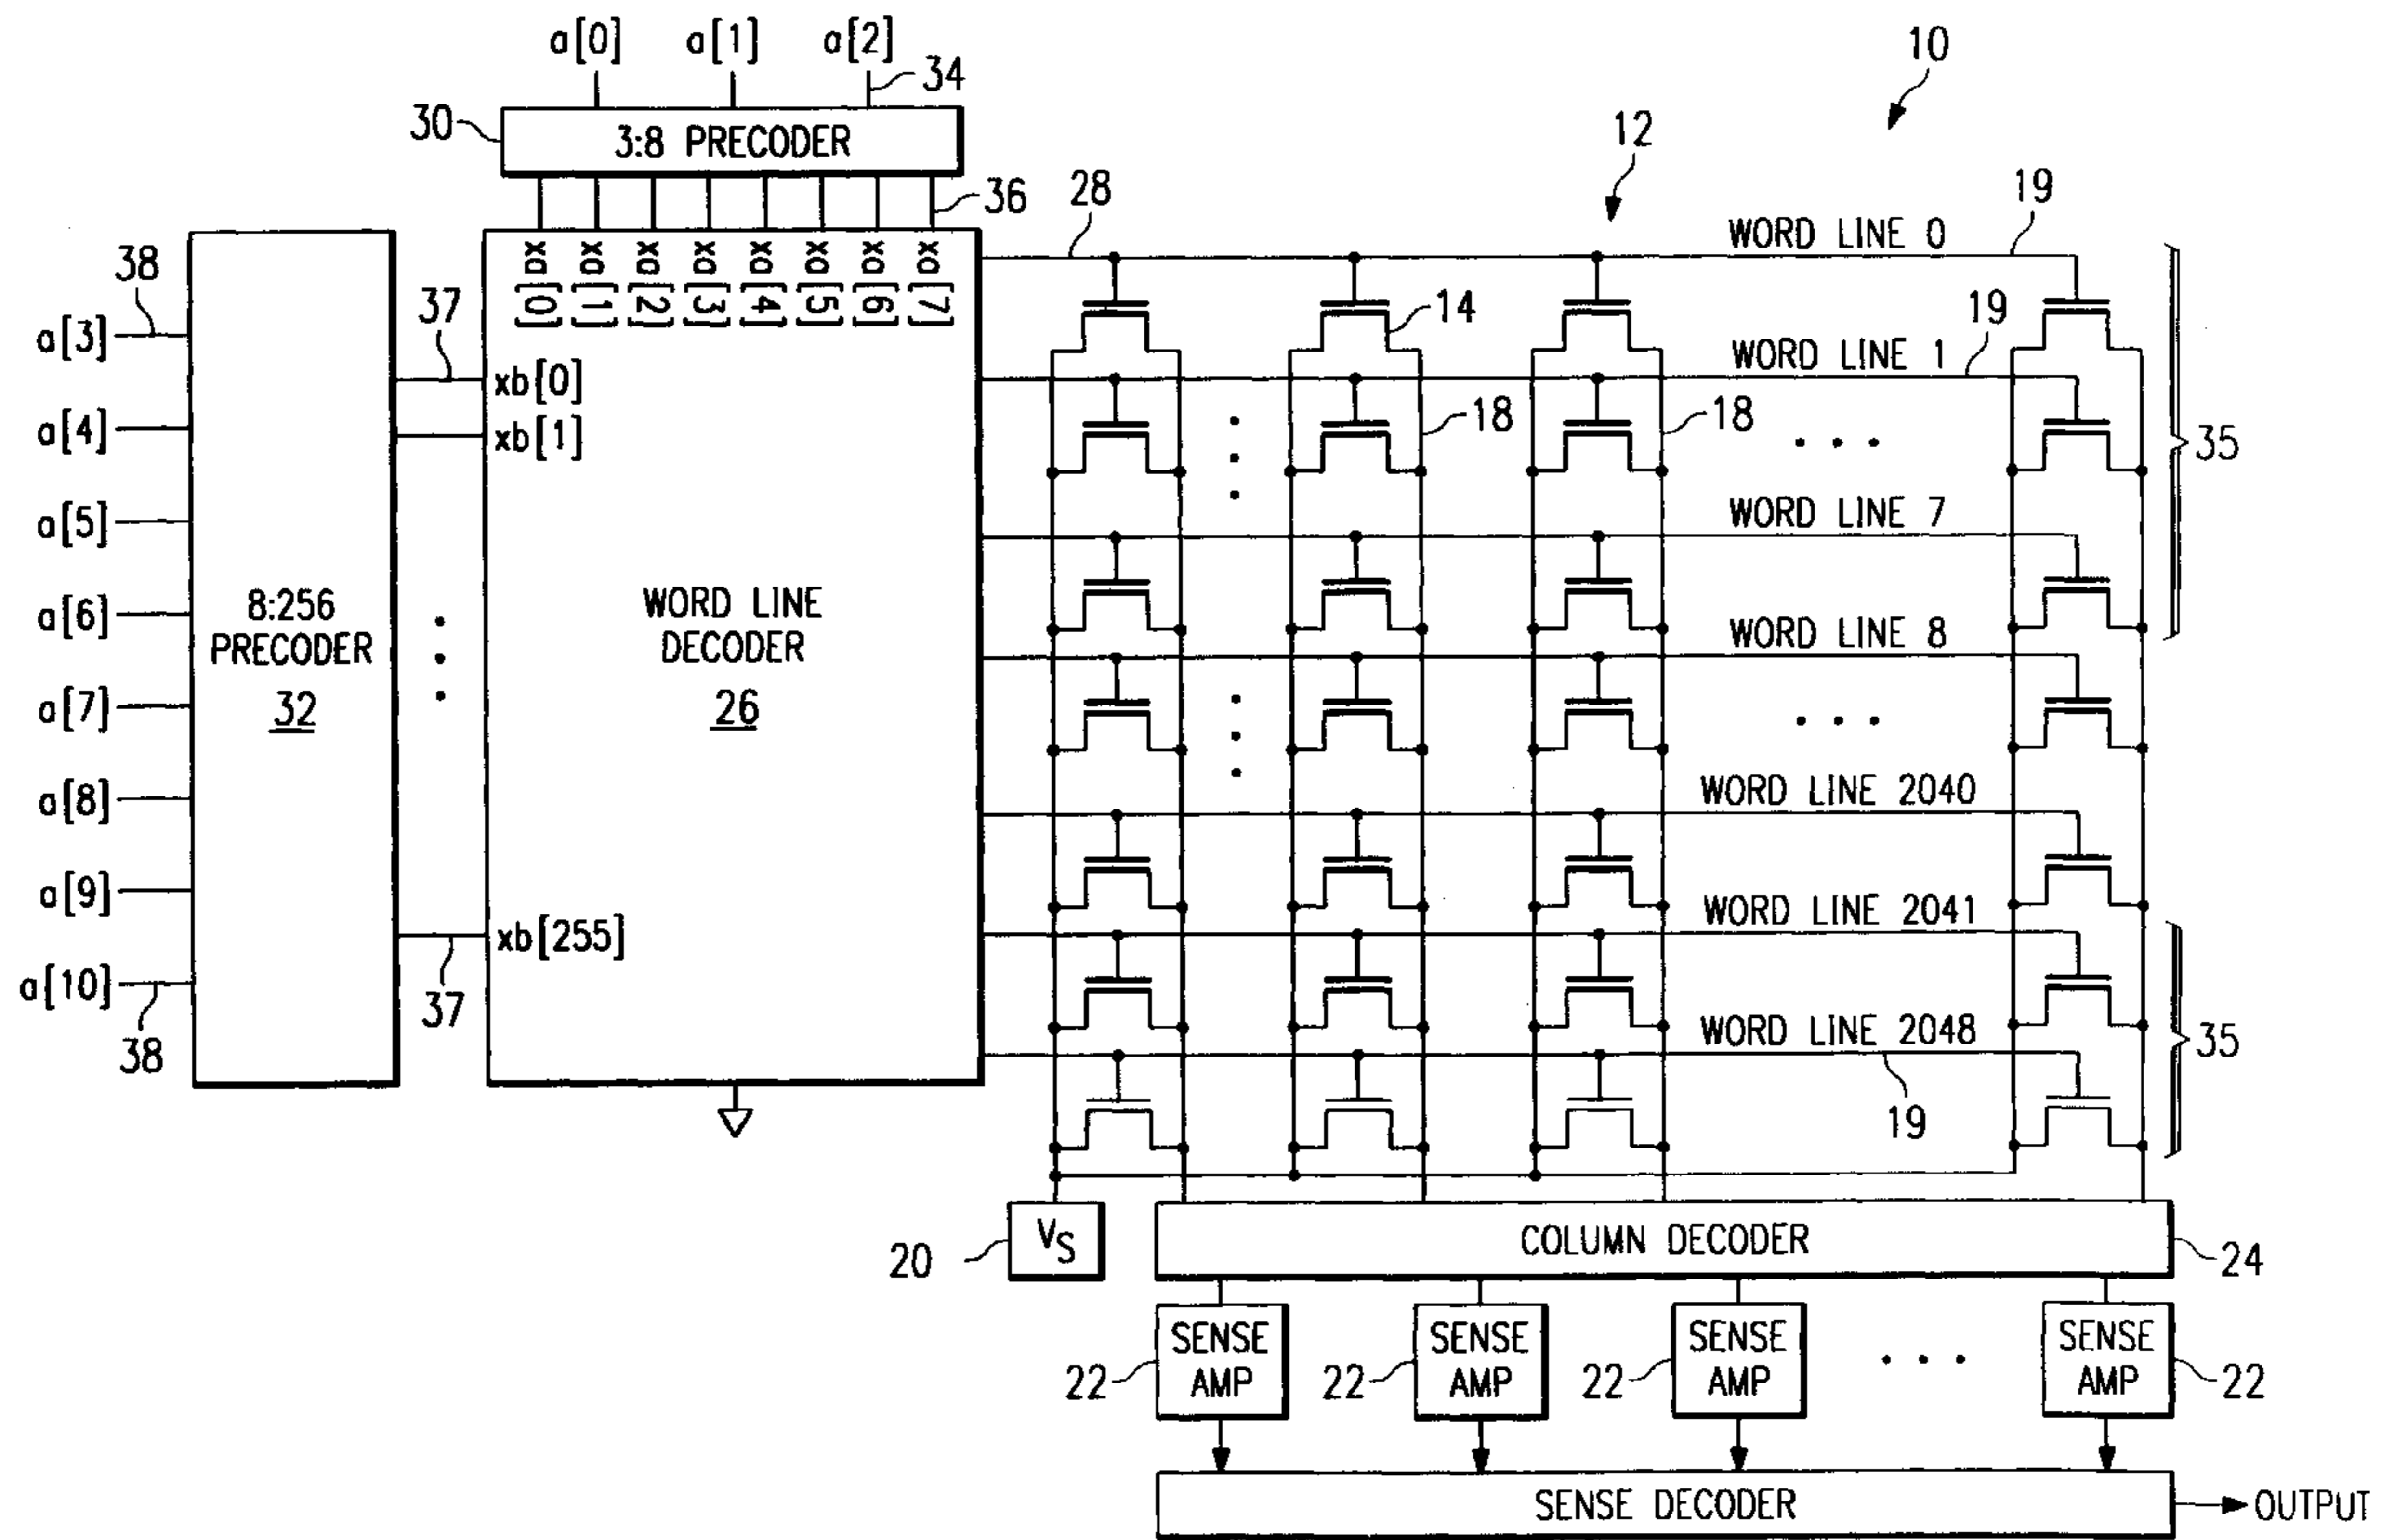 a[0] a[1] a[2]
34
10
30
3:8 PRECODER
12
36
28
19
WORD LINE 0
xa[0] xa[1] xa[2] xa[3] xa[4] xa[5] xa[6] xa[7]
38
a[3]
37
14
19
WORD LINE 1
xb[0]
18
18
35
a[4]
xb[1]
a[5]
WORD LINE 7
a[6]
8:256
PRECODER
32
WORD LINE
DECODER
26
WORD LINE 8
a[7]
a[8]
WORD LINE 2040
a[9]
WORD LINE 2041
xb[255]
a[10]
38
37
WORD LINE 2048
35
19
20
VS
COLUMN DECODER
24
SENSE
AMP
22
SENSE
AMP
22
SENSE
AMP
22
SENSE
AMP
22
SENSE DECODER
OUTPUT